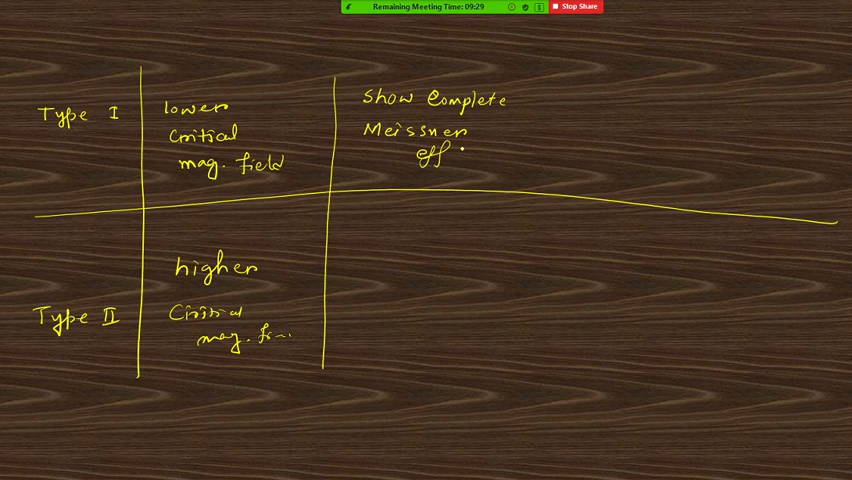 Remaining Meeting Time: 09:29
Stop Share
Type I
lower
critical
mag. field
Show Complete
Meissner
eff
higher
Type II
Critical
mag.